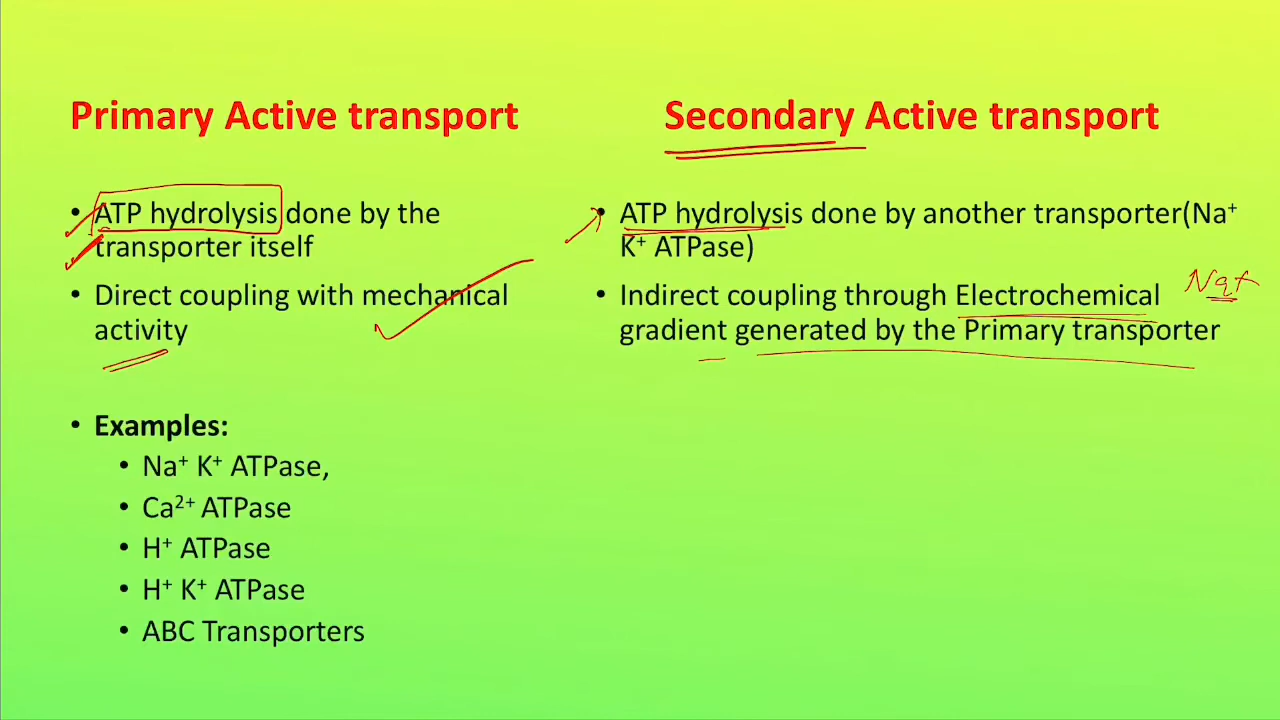 Primary Active transport
• ATP hydrolysis done by the
transporter itself
• Direct coupling with mechanical
activity
• Examples:
• Na⁺ K⁺ ATPase,
• Ca²⁺ ATPase
• H⁺ ATPase
• H⁺ K⁺ ATPase
• ABC Transporters
Secondary Active transport
• ATP hydrolysis done by another transporter(Na⁺
K⁺ ATPase)
• Indirect coupling through Electrochemical
gradient generated by the Primary transporter
Na+